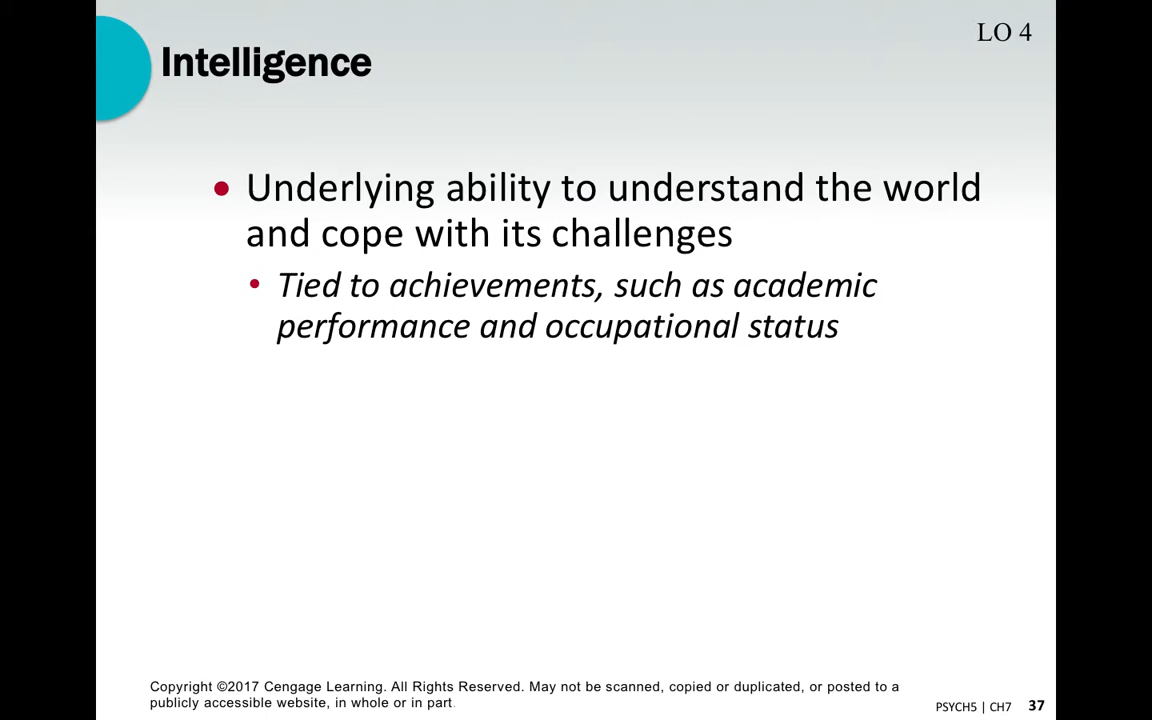 LO 4
Intelligence
• Underlying ability to understand the world
and cope with its challenges
• Tied to achievements, such as academic
performance and occupational status
Copyright ©2017 Cengage Learning. All Rights Reserved. May not be scanned, copied or duplicated, or posted to a
publicly accessible website, in whole or in part.
PSYCH5 | CH7 37